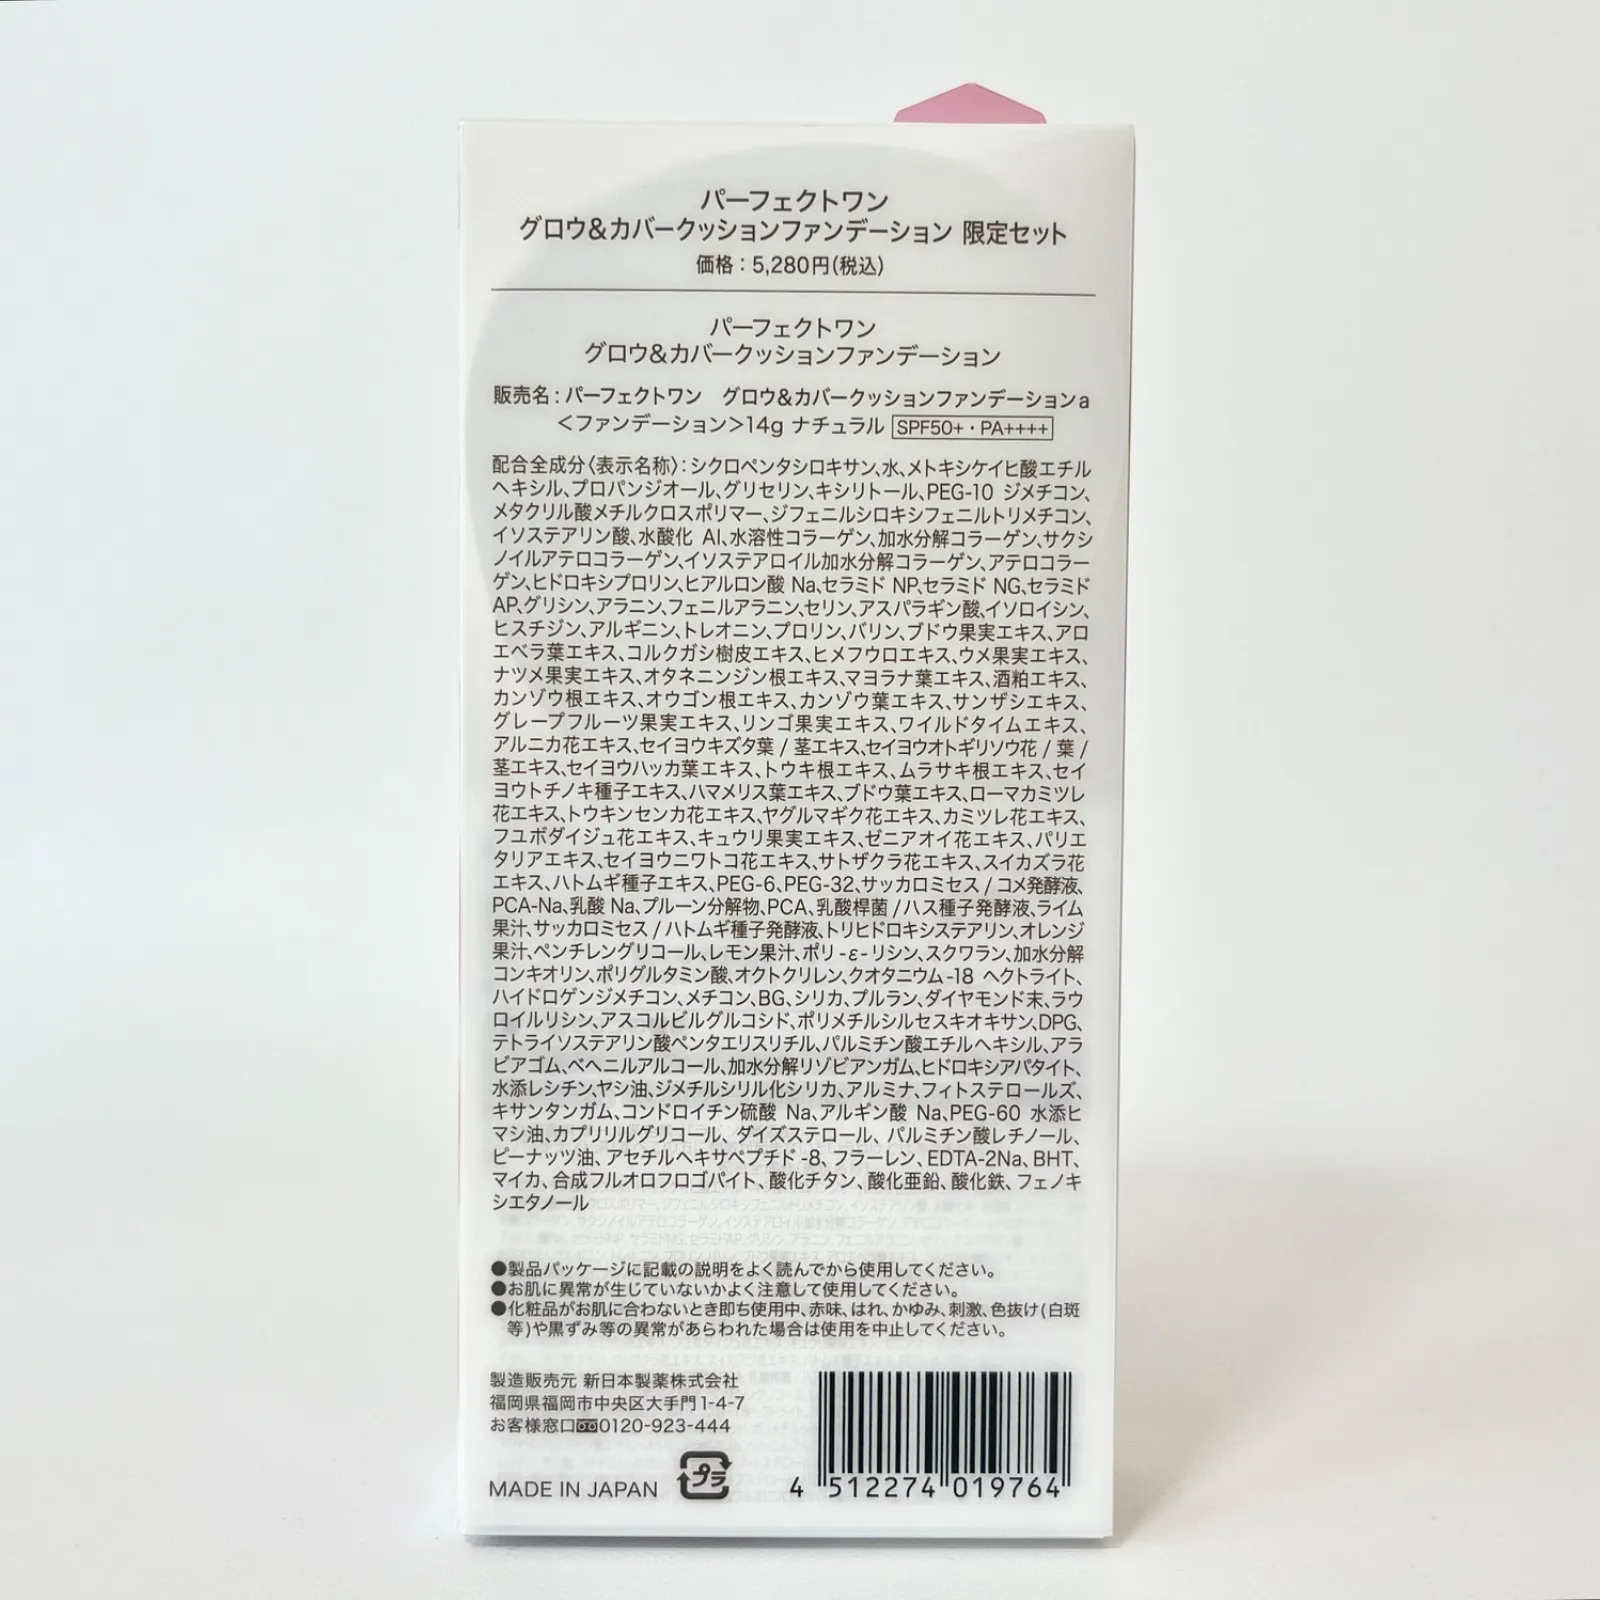 パーフェクトワン
グロウ&カバークッションファンデーション 限定セット
価格：5,280円(税込)
パーフェクトワン
グロウ&カバークッションファンデーション
販売名：パーフェクトワン　グロウ&カバークッションファンデーションa
＜ファンデーション＞14g ナチュラル SPF50+・PA++++
配合全成分〈表示名称〉：シクロペンタシロキサン、水、メトキシケイヒ酸エチル
ヘキシル、プロパンジオール、グリセリン、キシリトール、PEG-10 ジメチコン、
メタクリル酸メチルクロスポリマー、ジフェニルシロキシフェニルトリメチコン、
イソステアリン酸、水酸化 Al、水溶性コラーゲン、加水分解コラーゲン、サクシ
ノイルアテロコラーゲン、イソステアロイル加水分解コラーゲン、アテロコラー
ゲン、ヒドロキシプロリン、ヒアルロン酸 Na、セラミド NP、セラミド NG、セラミド
AP、グリシン、アラニン、フェニルアラニン、セリン、アスパラギン酸、イソロイシン、
ヒスチジン、アルギニン、トレオニン、プロリン、バリン、ブドウ果実エキス、アロ
エベラ葉エキス、コルクガシ樹皮エキス、ヒメフウロエキス、ウメ果実エキス、
ナツメ果実エキス、オタネニンジン根エキス、マヨラナ葉エキス、酒粕エキス、
カンゾウ根エキス、オウゴン根エキス、カンゾウ葉エキス、サンザシエキス、
グレープフルーツ果実エキス、リンゴ果実エキス、ワイルドタイムエキス、
アルニカ花エキス、セイヨウキズタ葉 / 茎エキス、セイヨウオトギリソウ花 / 葉 /
茎エキス、セイヨウハッカ葉エキス、トウキ根エキス、ムラサキ根エキス、セイ
ヨウトチノキ種子エキス、ハマメリス葉エキス、ブドウ葉エキス、ローマカミツレ
花エキス、トウキンセンカ花エキス、ヤグルマギク花エキス、カミツレ花エキス、
フユボダイジュ花エキス、キュウリ果実エキス、ゼニアオイ花エキス、パリエ
タリアエキス、セイヨウニワトコ花エキス、サトザクラ花エキス、スイカズラ花
エキス、ハトムギ種子エキス、PEG-6、PEG-32、サッカロミセス / コメ発酵液、
PCA-Na、乳酸 Na、プルーン分解物、PCA、乳酸桿菌 / ハス種子発酵液、ライム
果汁、サッカロミセス / ハトムギ種子発酵液、トリヒドロキシステアリン、オレンジ
果汁、ペンチレングリコール、レモン果汁、ポリ -ε- リシン、スクワラン、加水分解
コンキオリン、ポリグルタミン酸、オクトクリレン、クオタニウム -18 ヘクトライト、
ハイドロゲンジメチコン、メチコン、BG、シリカ、プルラン、ダイヤモンド末、ラウ
ロイルリシン、アスコルビルグルコシド、ポリメチルシルセスキオキサン、DPG、
テトライソステアリン酸ペンタエリスリチル、パルミチン酸エチルヘキシル、アラ
ビアゴム、ベヘニルアルコール、加水分解リゾビアンガム、ヒドロキシアパタイト、
水添レシチン、ヤシ油、ジメチルシリル化シリカ、アルミナ、フィトステロールズ、
キサンタンガム、コンドロイチン硫酸 Na、アルギン酸 Na、PEG-60 水添ヒ
マシ油、カプリリルグリコール、ダイズステロール、パルミチン酸レチノール、
ピーナッツ油、アセチルヘキサペプチド -8、フラーレン、EDTA-2Na、BHT、
マイカ、合成フルオロフロゴパイト、酸化チタン、酸化亜鉛、酸化鉄、フェノキ
シエタノール
●製品パッケージに記載の説明をよく読んでから使用してください。
●お肌に異常が生じていないかよく注意して使用してください。
●化粧品がお肌に合わないとき即ち使用中、赤味、はれ、かゆみ、刺激、色抜け(白斑
等)や黒ずみ等の異常があらわれた場合は使用を中止してください。
製造販売元 新日本製薬株式会社
福岡県福岡市中央区大手門1-4-7
お客様窓口0120-923-444
MADE IN JAPAN
プラ
4 512274 019764